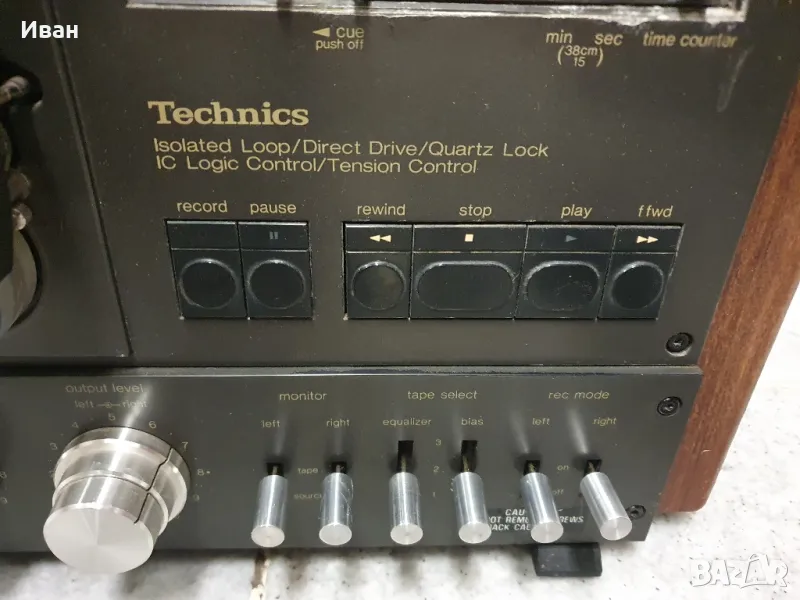 Иван
◄ cue
push off
min sec
(38cm
15)
time counter
Technics
Isolated Loop/Direct Drive/Quartz Lock
IC Logic Control/Tension Control
record pause rewind stop play ffwd
output level
left right
monitor
tape select
rec mode
left right equalizer bias left right
4 5 6 7 8 9
3
2
1
tape
source
on
off
BAZAR